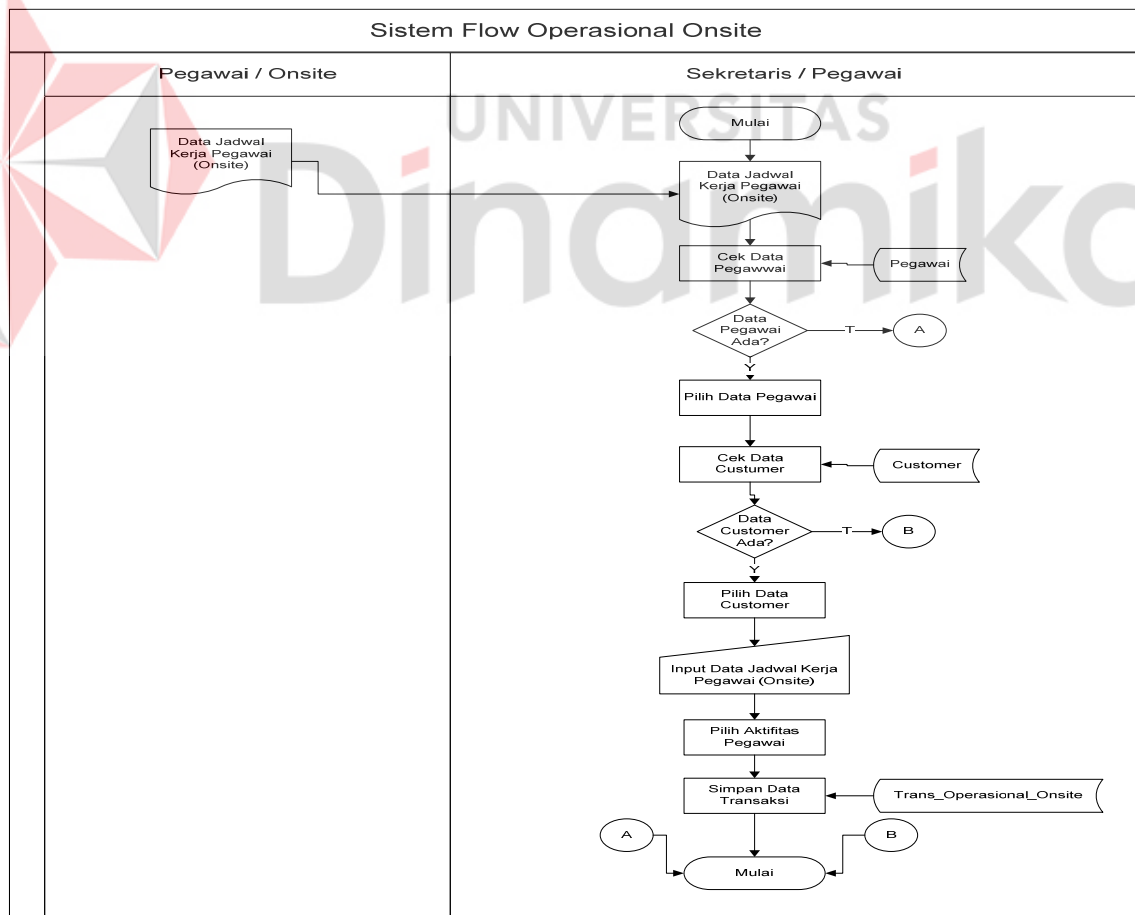 Sistem Flow Operasional Onsite
Pegawai / Onsite
Sekretaris / Pegawai
UNIVERSITAS
Dinamika
Mulai
Data Jadwal
Kerja Pegawai
(Onsite)
Data Jadwal
Kerja Pegawai
(Onsite)
Cek Data
Pegawwai
Pegawai
Data
Pegawai
Ada?
T
A
Y
Pilih Data Pegawai
Cek Data
Custumer
Customer
Data
Customer
Ada?
T
B
Y
Pilih Data
Customer
Input Data Jadwal Kerja
Pegawai (Onsite)
Pilih Aktifitas
Pegawai
Simpan Data
Transaksi
Trans_Operasional_Onsite
A
B
Mulai